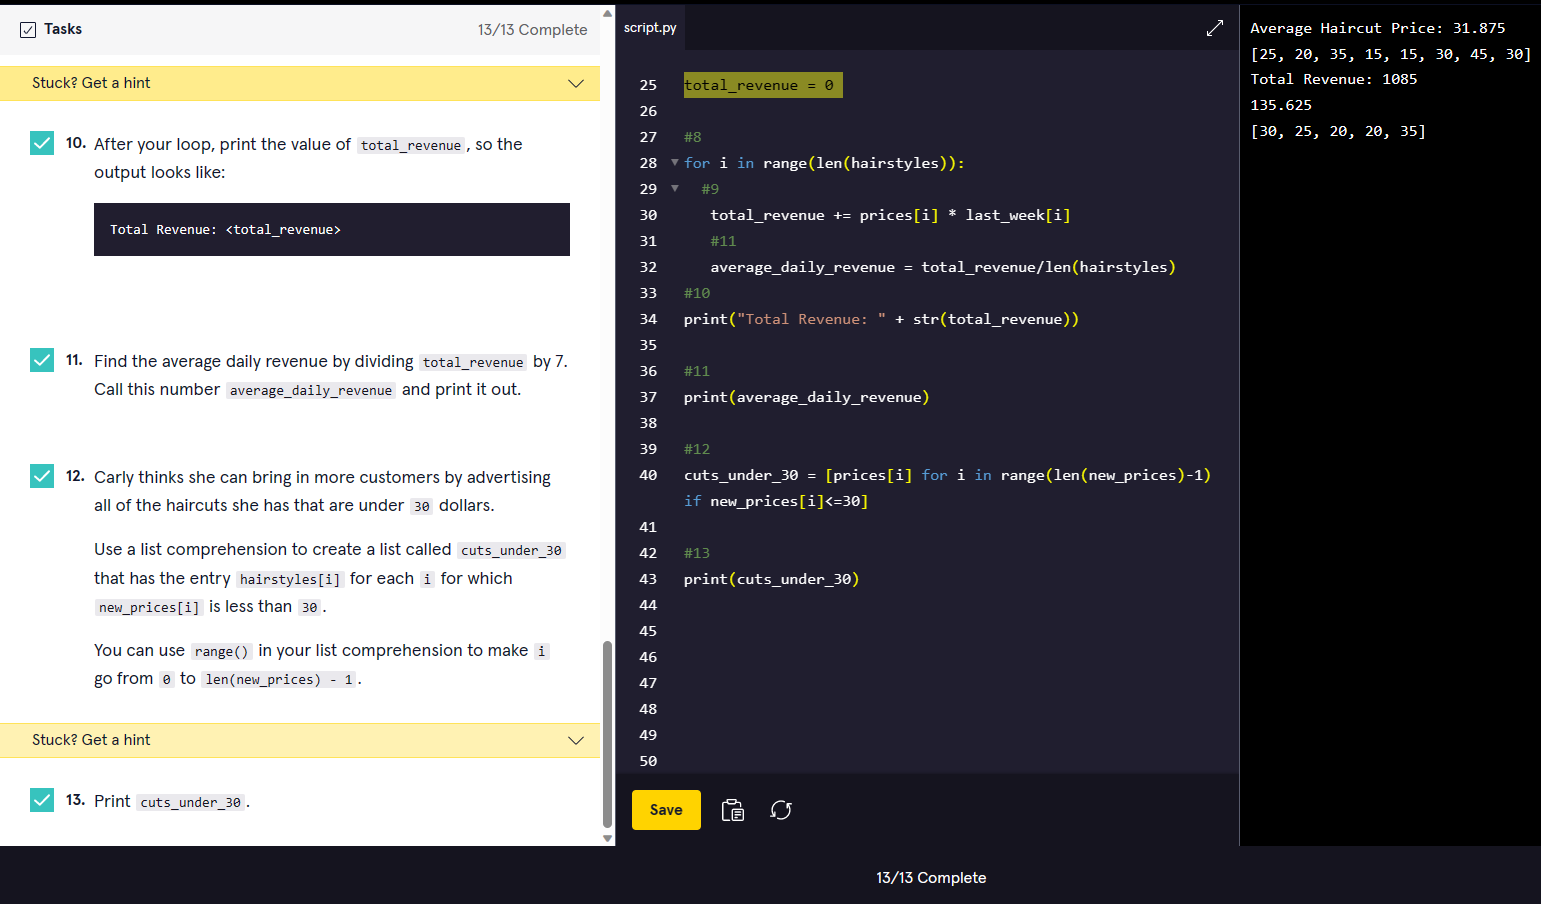 Tasks
13/13 Complete
Stuck? Get a hint
10. After your loop, print the value of total_revenue, so the
output looks like:
Total Revenue: <total_revenue>
11. Find the average daily revenue by dividing total_revenue by 7.
Call this number average_daily_revenue and print it out.
12. Carly thinks she can bring in more customers by advertising
all of the haircuts she has that are under 30 dollars.
Use a list comprehension to create a list called cuts_under_30
that has the entry hairstyles[i] for each i for which
new_prices[i] is less than 30.
You can use range() in your list comprehension to make i
go from 0 to len(new_prices) - 1.
Stuck? Get a hint
13. Print cuts_under_30.
script.py
25 total_revenue = 0
26
27 #8
28 for i in range(len(hairstyles)):
29 #9
30 total_revenue += prices[i] * last_week[i]
31 #11
32 average_daily_revenue = total_revenue/len(hairstyles)
33 #10
34 print("Total Revenue: " + str(total_revenue))
35
36 #11
37 print(average_daily_revenue)
38
39 #12
40 cuts_under_30 = [prices[i] for i in range(len(new_prices)-1)
if new_prices[i]<=30]
41
42 #13
43 print(cuts_under_30)
44
45
46
47
48
49
50
Save
Average Haircut Price: 31.875
[25, 20, 35, 15, 15, 30, 45, 30]
Total Revenue: 1085
135.625
[30, 25, 20, 20, 35]
13/13 Complete